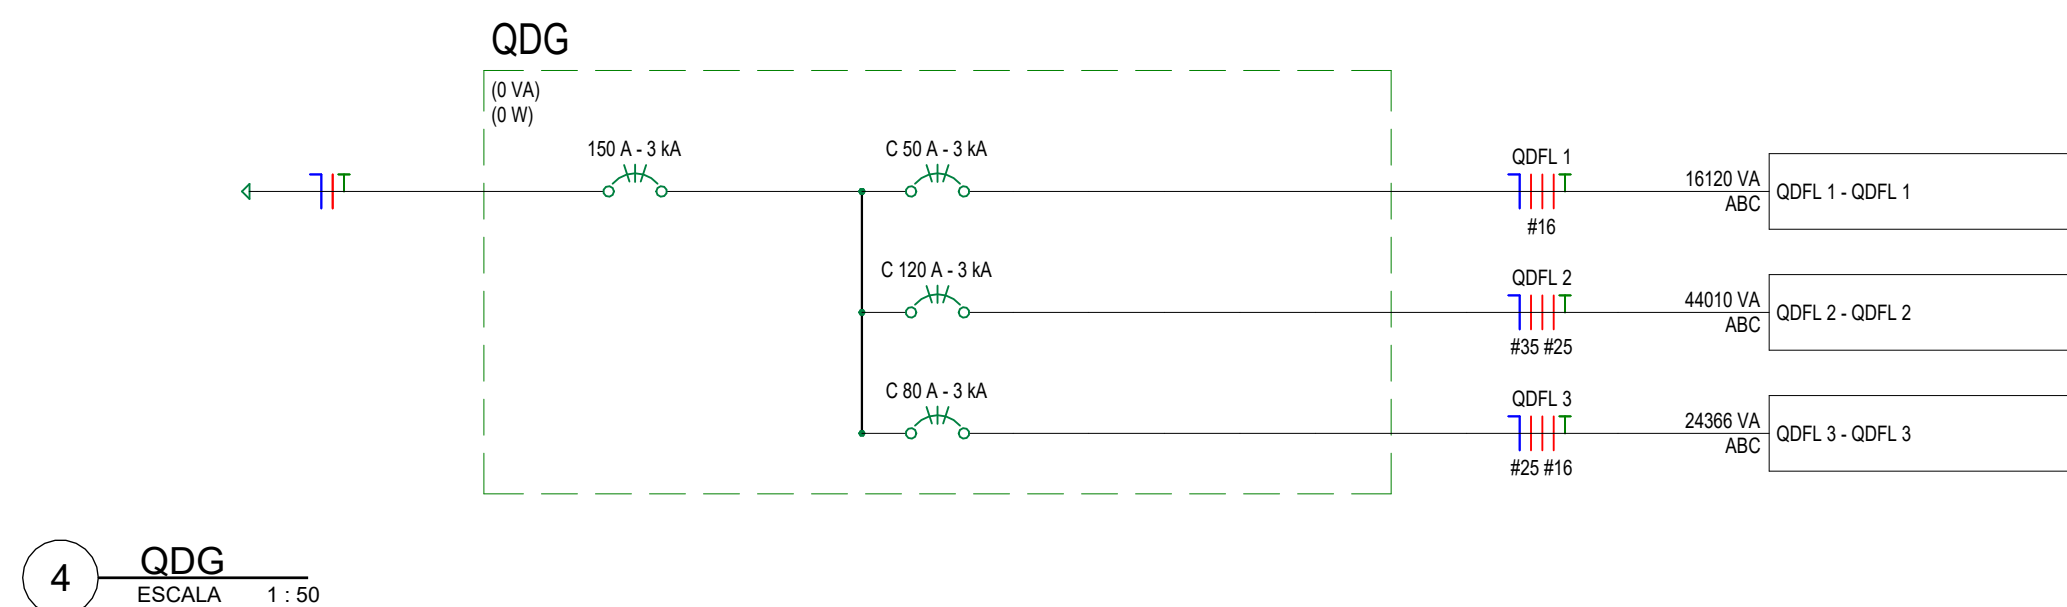 QDG
(0 VA)
(0 W)
150 A - 3 kA
C 50 A - 3 kA
QDFL 1
#16
16120 VA
ABC
QDFL 1 - QDFL 1
C 120 A - 3 kA
QDFL 2
#35 #25
44010 VA
ABC
QDFL 2 - QDFL 2
C 80 A - 3 kA
QDFL 3
#25 #16
24366 VA
ABC
QDFL 3 - QDFL 3
4
QDG
ESCALA 1 : 50